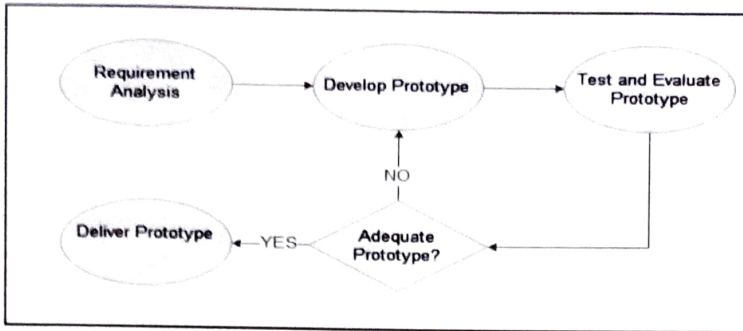 Requirement
Analysis
Develop Prototype
Test and Evaluate
Prototype
NO
Deliver Prototype
YES
Adequate
Prototype?